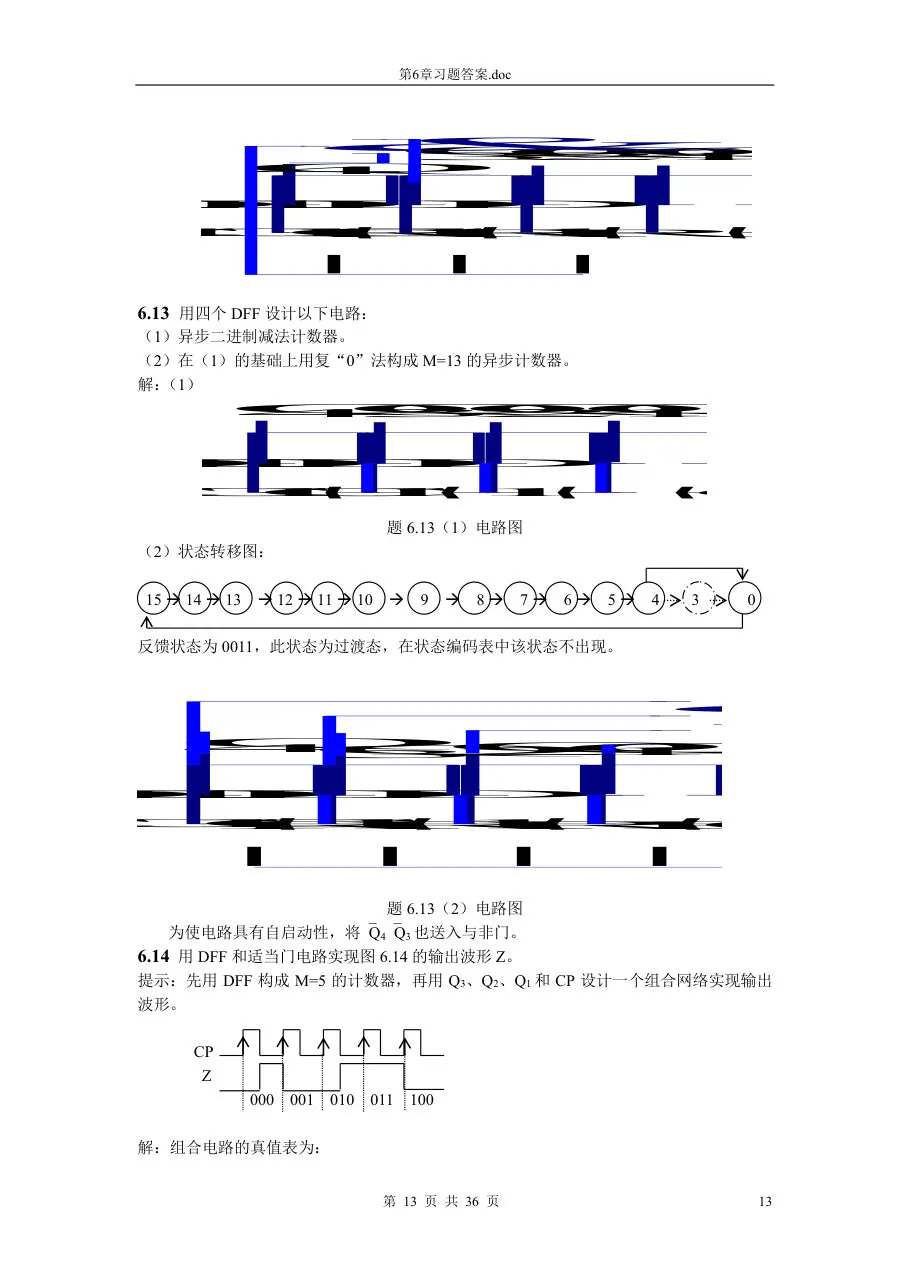 第6章习题答案.doc
6.13 用四个 DFF 设计以下电路：
（1）异步二进制减法计数器。
（2）在（1）的基础上用复“0”法构成 M=13 的异步计数器。
解：（1）
题 6.13（1）电路图
（2）状态转移图：
15 14 13 12 11 10 9 8 7 6 5 4 3 0
反馈状态为 0011，此状态为过渡态，在状态编码表中该状态不出现。
题 6.13（2）电路图
为使电路具有自启动性，将 Q̅₄ Q̅₃也送入与非门。
6.14 用 DFF 和适当门电路实现图 6.14 的输出波形 Z。
提示：先用 DFF 构成 M=5 的计数器，再用 Q₃、Q₂、Q₁ 和 CP 设计一个组合网络实现输出
波形。
CP
Z
000 001 010 011 100
解：组合电路的真值表为：
第 13 页 共 36 页 13